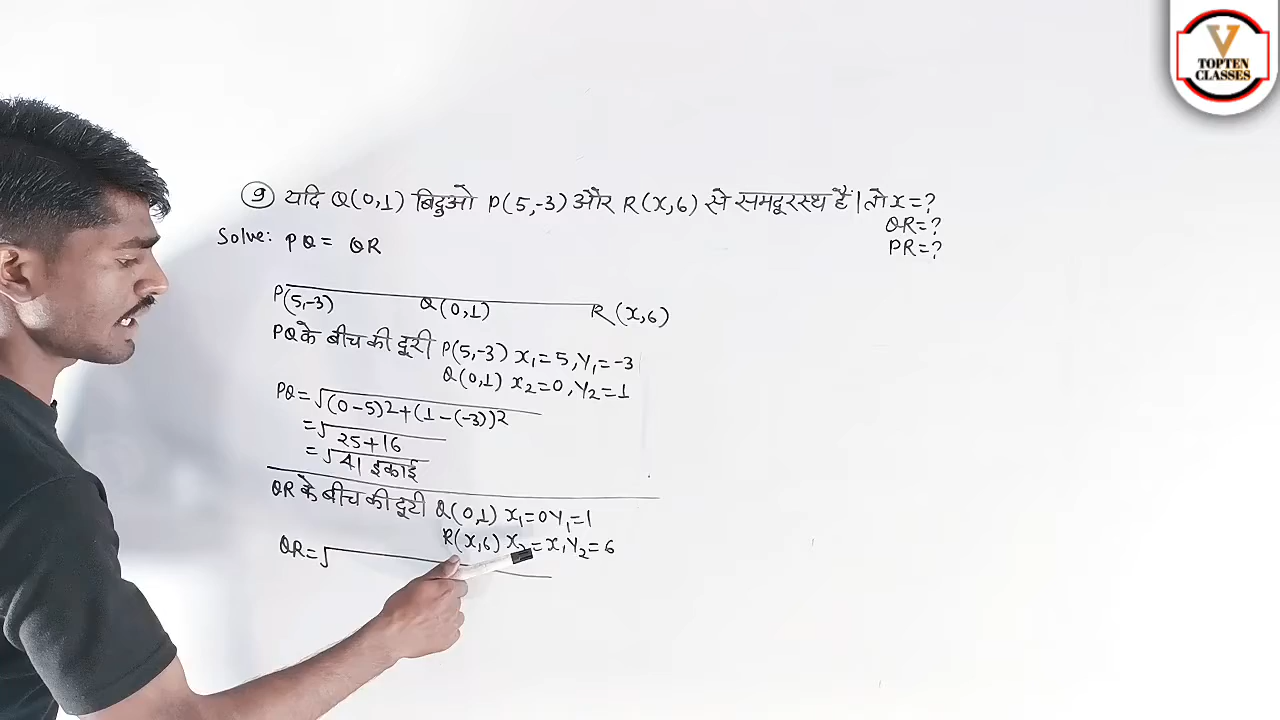 V
TOPTEN
CLASSES
9 यदि Q(0,1) बिदुओ P(5,-3) और R(x,6) से समदूरस्थ हैं। तो x=?
QR=?
PR=?
Solve: PQ= QR
P(5,-3) Q(0,1) R(x,6)
PQ के बीच की दूरी P(5,-3) x₁=5,Y₁=-3
Q(0,1) x₂=0,Y₂=1
PQ=√(0-5)2+(1-(-3))2
=√25+16
=√41 इकाई
QR के बीच की दूरी Q(0,1) x₁=0Y₁=1
R(x,6) x₂=x,Y₂=6
QR=√